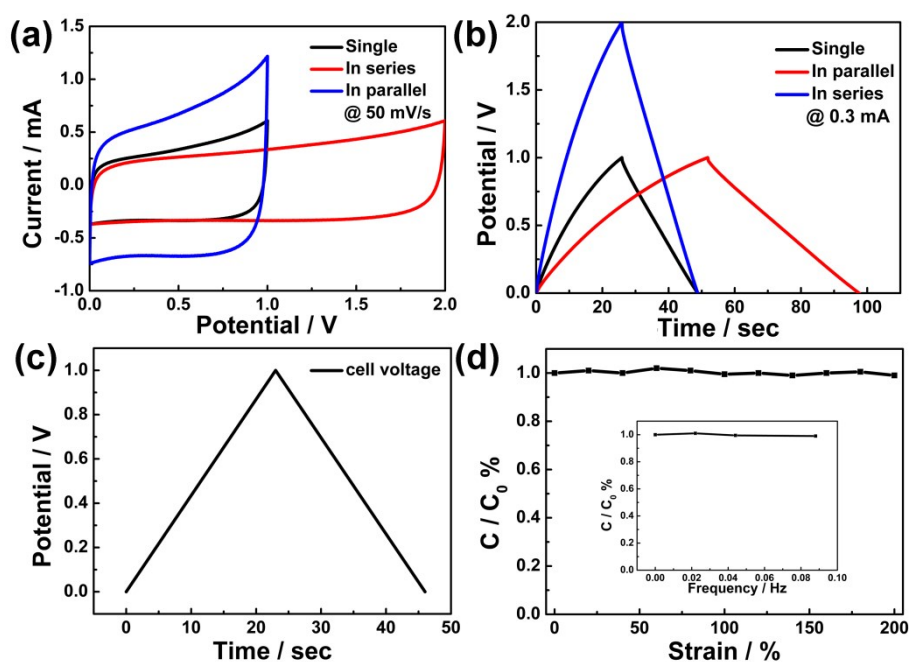 (a)
Single
In series
In parallel
@ 50 mV/s
Current / mA
1.5
1.0
0.5
0.0
-0.5
-1.0
0.0 0.5 1.0 1.5 2.0
Potential / V
(b)
Single
In parallel
In series
@ 0.3 mA
Potential / V
2.0
1.5
1.0
0.5
0.0
0 20 40 60 80 100
Time / sec
(c)
cell voltage
Potential / V
1.0
0.8
0.6
0.4
0.2
0.0
0 10 20 30 40 50
Time / sec
(d)
C / C0 %
1.0
0.8
0.6
0.4
0.2
0.0
0 50 100 150 200
Strain / %
C / C0 %
1.0
0.8
0.6
0.4
0.2
0.0
0.00 0.02 0.04 0.06 0.08 0.10
Frequency / Hz